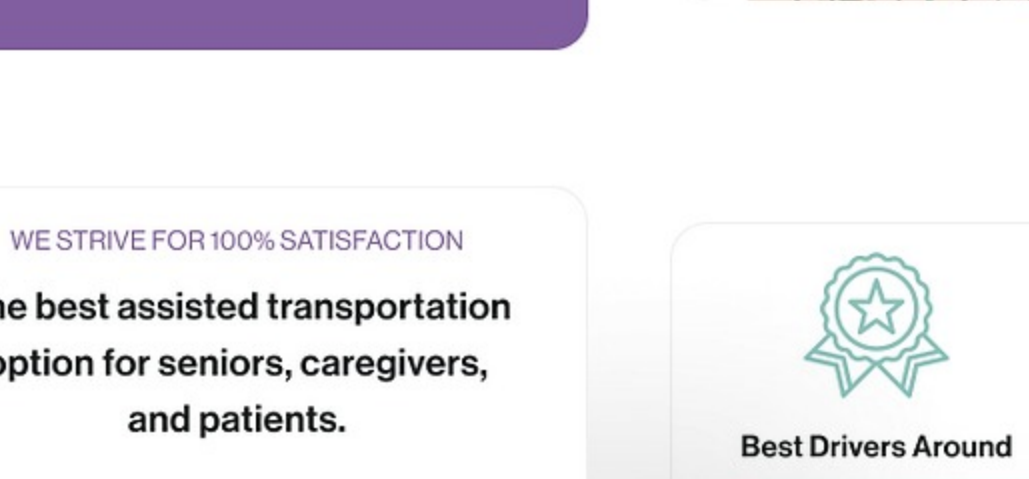 WE STRIVE FOR 100% SATISFACTION
he best assisted transportation
option for seniors, caregivers,
and patients.
Best Drivers Around